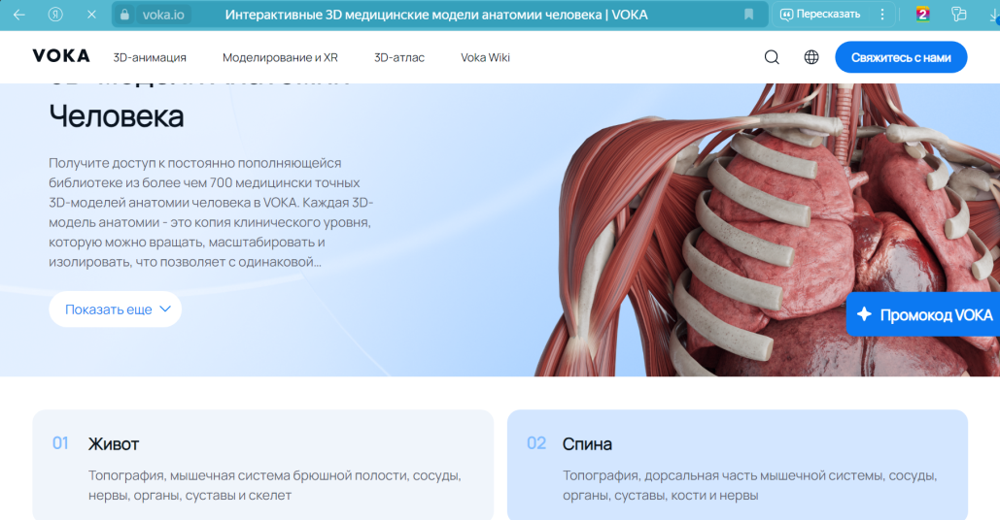 voka.io
Интерактивные 3D медицинские модели анатомии человека | VOKA
Пересказать
2
VOKA
3D-анимация
Моделирование и XR
3D-атлас
Voka Wiki
Свяжитесь с нами
Человека
Получите доступ к постоянно пополняющейся
библиотеке из более чем 700 медицински точных
3D-моделей анатомии человека в VOKA. Каждая 3D-
модель анатомии - это копия клинического уровня,
которую можно вращать, масштабировать и
изолировать, что позволяет с одинаковой...
Показать еще
Промокод VOKA
01 Живот
Топография, мышечная система брюшной полости, сосуды,
нервы, органы, суставы и скелет
02 Спина
Топография, дорсальная часть мышечной системы, сосуды,
органы, суставы, кости и нервы